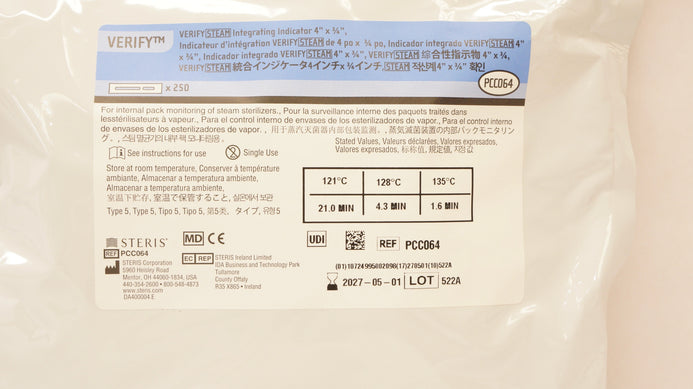 VERIFY™
VERIFY STEAM Integrating Indicator 4" x ¾",
Indicateur d'intégration VERIFY STEAM de 4 po x ¾ po, Indicador integrado VERIFY STEAM 4"
x ¾", Indicador integrado VERIFY STEAM 4" x ¾", VERIFY STEAM 综合性指示物 4" x ¾",
VERIFY STEAM 統合インジケータ4インチx ¾インチ, STEAM 적산계4" x ¾" 확인
x 250
PCC064
For internal pack monitoring of steam sterilizers., Pour la surveillance interne des paquets traités dans
lesstérilisateurs à vapeur., Para el control interno de envases de los esterilizadores de vapor., Para el control interno
de envases de los esterilizadores de vapor. , 用于蒸汽灭菌器内部包装监测。, 蒸気滅菌装置の内部パックモニタリン
グ。, 스팀 멸균기의 내부 팩 모니터링용.
See instructions for use
Single Use
Stated Values, Valeurs déclarées, Valores expresados,
Valores expresados, 标称值, 規定値, 지정값
Store at room temperature, Conserver à température
ambiante, Almacenar a temperatura ambiente,
Almacenar a temperatura ambiente,
室温下贮存, 室温で保管すること, 실온에서 보관
Type 5, Type 5, Tipo 5, Tipo 5, 第5类, タイプ, 유형5
121°C 128°C 135°C
21.0 MIN 4.3 MIN 1.6 MIN
STERIS MD CE
REF PCC064
STERIS Corporation
5960 Heisley Road
Mentor, OH 44060-1834, USA
440-354-2600 • 800-548-4873
www.steris.com
DA400004 E
EC REP STERIS Ireland Limited
IDA Business and Technology Park
Tullamore
County Offaly
P35 X865 • Ireland
UDI REF PCC064
(01)10724995802098(17)270501(10)522A
2027-05-01 LOT 522A